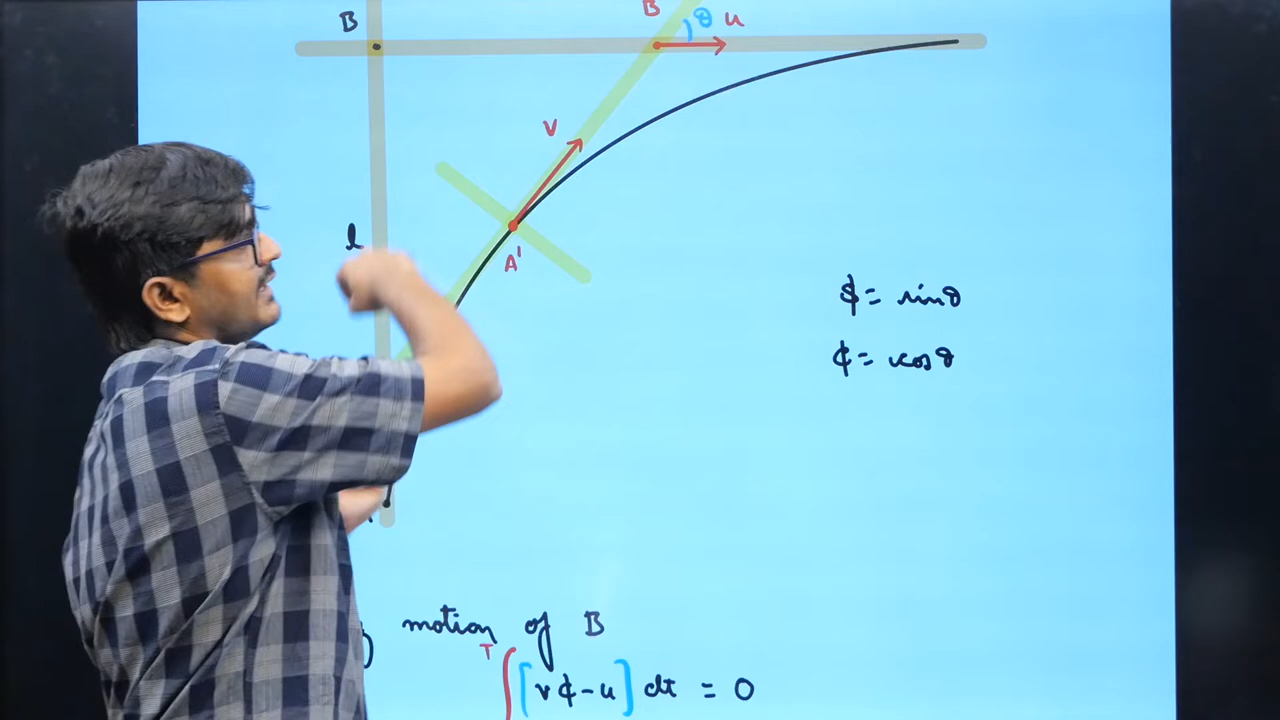 B
B
θ
u
v
l
A'
₵ = sinθ
₵ = cosθ
motion of B
T
∫[v₵-u] dt = 0